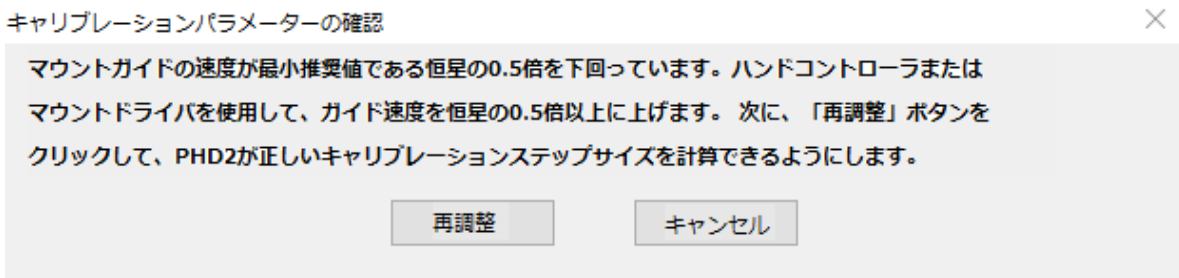 キャリブレーションパラメーターの確認
マウントガイドの速度が最小推奨値である恒星の0.5倍を下回っています。ハンドコントローラまたは
マウントドライバを使用して、ガイド速度を恒星の0.5倍以上に上げます。 次に、「再調整」ボタンを
クリックして、PHD2が正しいキャリブレーションステップサイズを計算できるようにします。
再調整 キャンセル